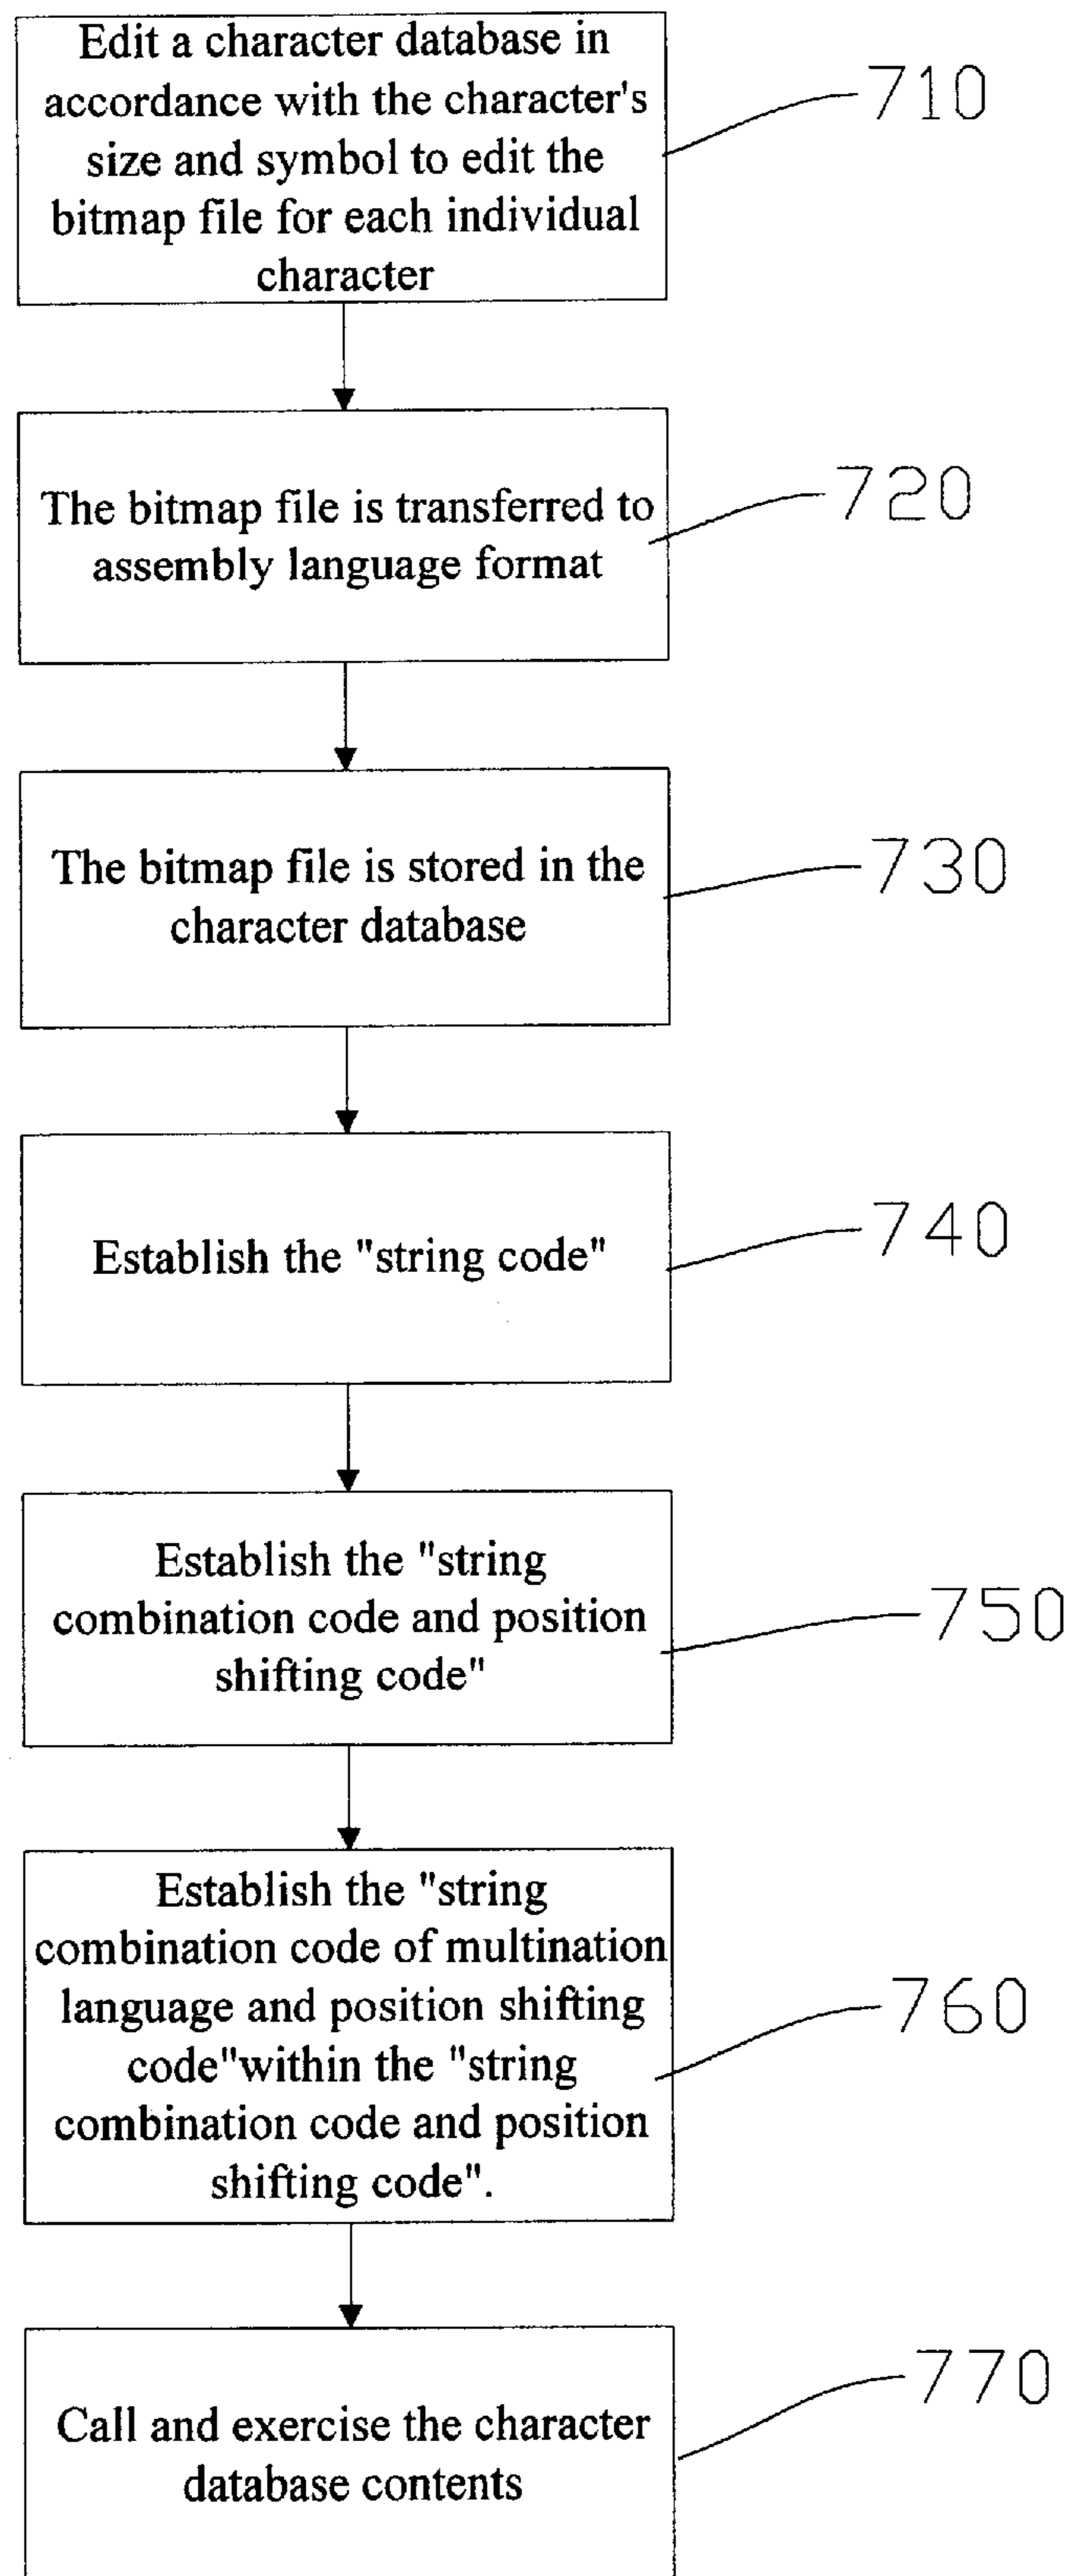 Edit a character database in
accordance with the character's
size and symbol to edit the
bitmap file for each individual
character
710
The bitmap file is transferred to
assembly language format
720
The bitmap file is stored in the
character database
730
Establish the "string code"
740
Establish the "string
combination code and position
shifting code"
750
Establish the "string
combination code of multination
language and position shifting
code"within the "string
combination code and position
shifting code".
760
Call and exercise the character
database contents
770